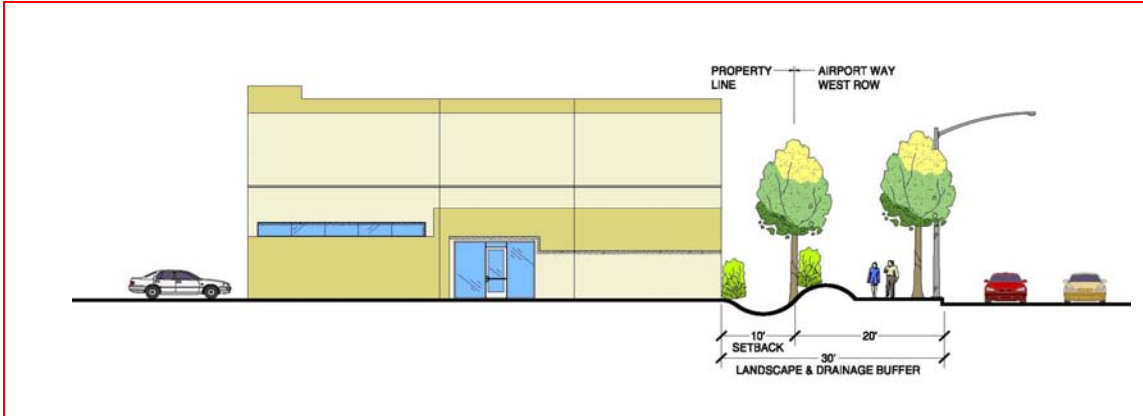 PROPERTY
LINE
AIRPORT WAY
WEST ROW
10'
SETBACK
20'
30'
LANDSCAPE & DRAINAGE BUFFER